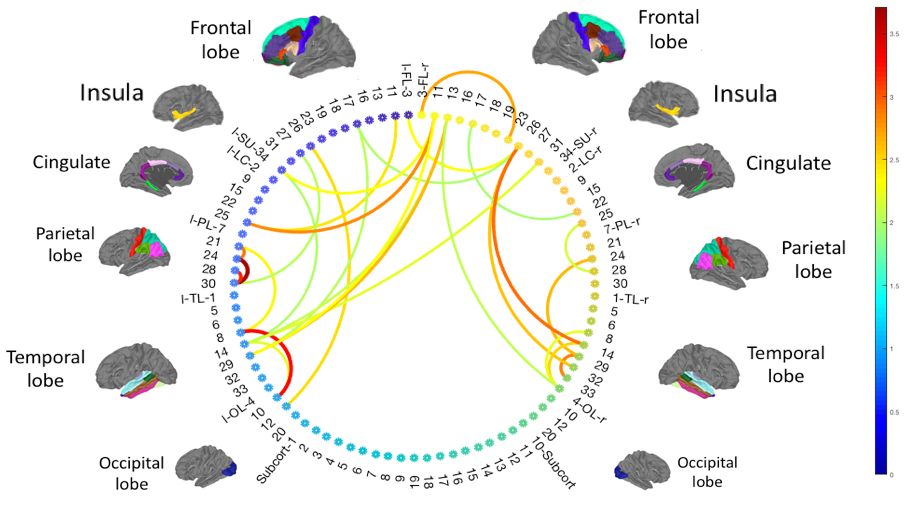 Frontal
lobe
Frontal
lobe
Insula
Insula
Cingulate
Cingulate
Parietal
lobe
Parietal
lobe
Temporal
lobe
Temporal
lobe
Occipital
lobe
Occipital
lobe
l-FL-3
11
13
16
17
18
19
23
26
27
31
l-SU-34
l-LC-2
9
15
22
25
l-PL-7
21
24
28
30
l-TL-1
5
6
8
14
29
32
33
l-OL-4
10
12
20
Subcort-1
2
3
4
5
6
7
8
9
19
18
17
16
15
14
13
12
11
10-Subcort
20
12
10
4-OL-r
33
32
29
14
8
6
5
1-TL-r
30
28
24
21
7-PL-r
25
22
15
9
2-LC-r
34-SU-r
31
27
26
23
19
18
17
16
13
11
3-FL-r
3.5
3
2.5
2
1.5
1
0.5
0